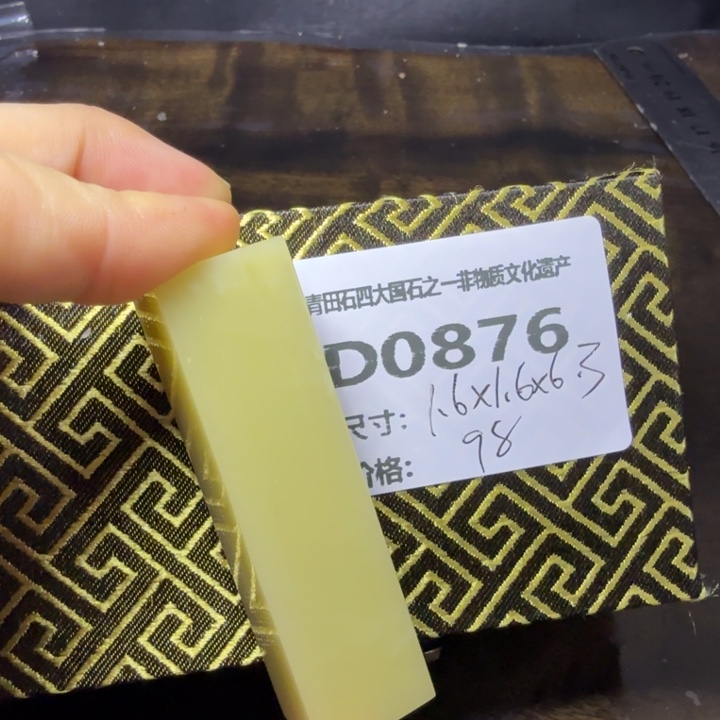 青田石四大国石之一非物质文化遗产
D0876
尺寸: 1.6x1.6x6.3
价格: 98